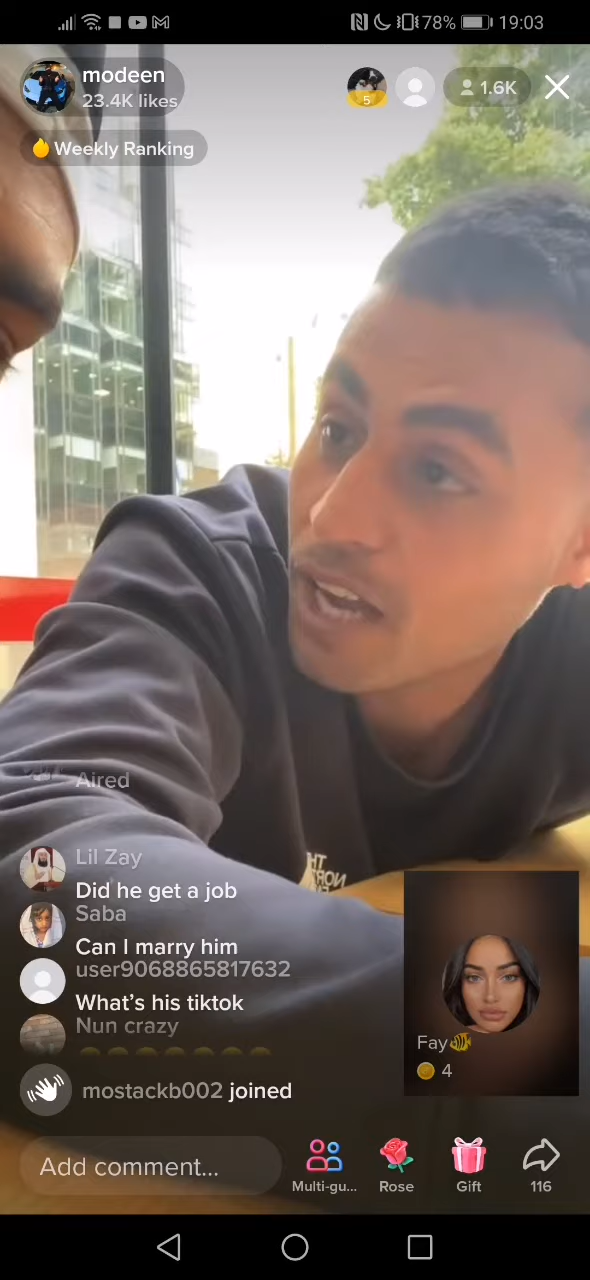 78% 19:03
modeen
23.4K likes
5
1.6K
Weekly Ranking
Aired
Lil Zay
Did he get a job
Saba
Can I marry him
user9068865817632
What's his tiktok
Nun crazy
mostackb002 joined
THE
NORTH
Fay
4
Add comment...
Multi-gu...
Rose
Gift
116